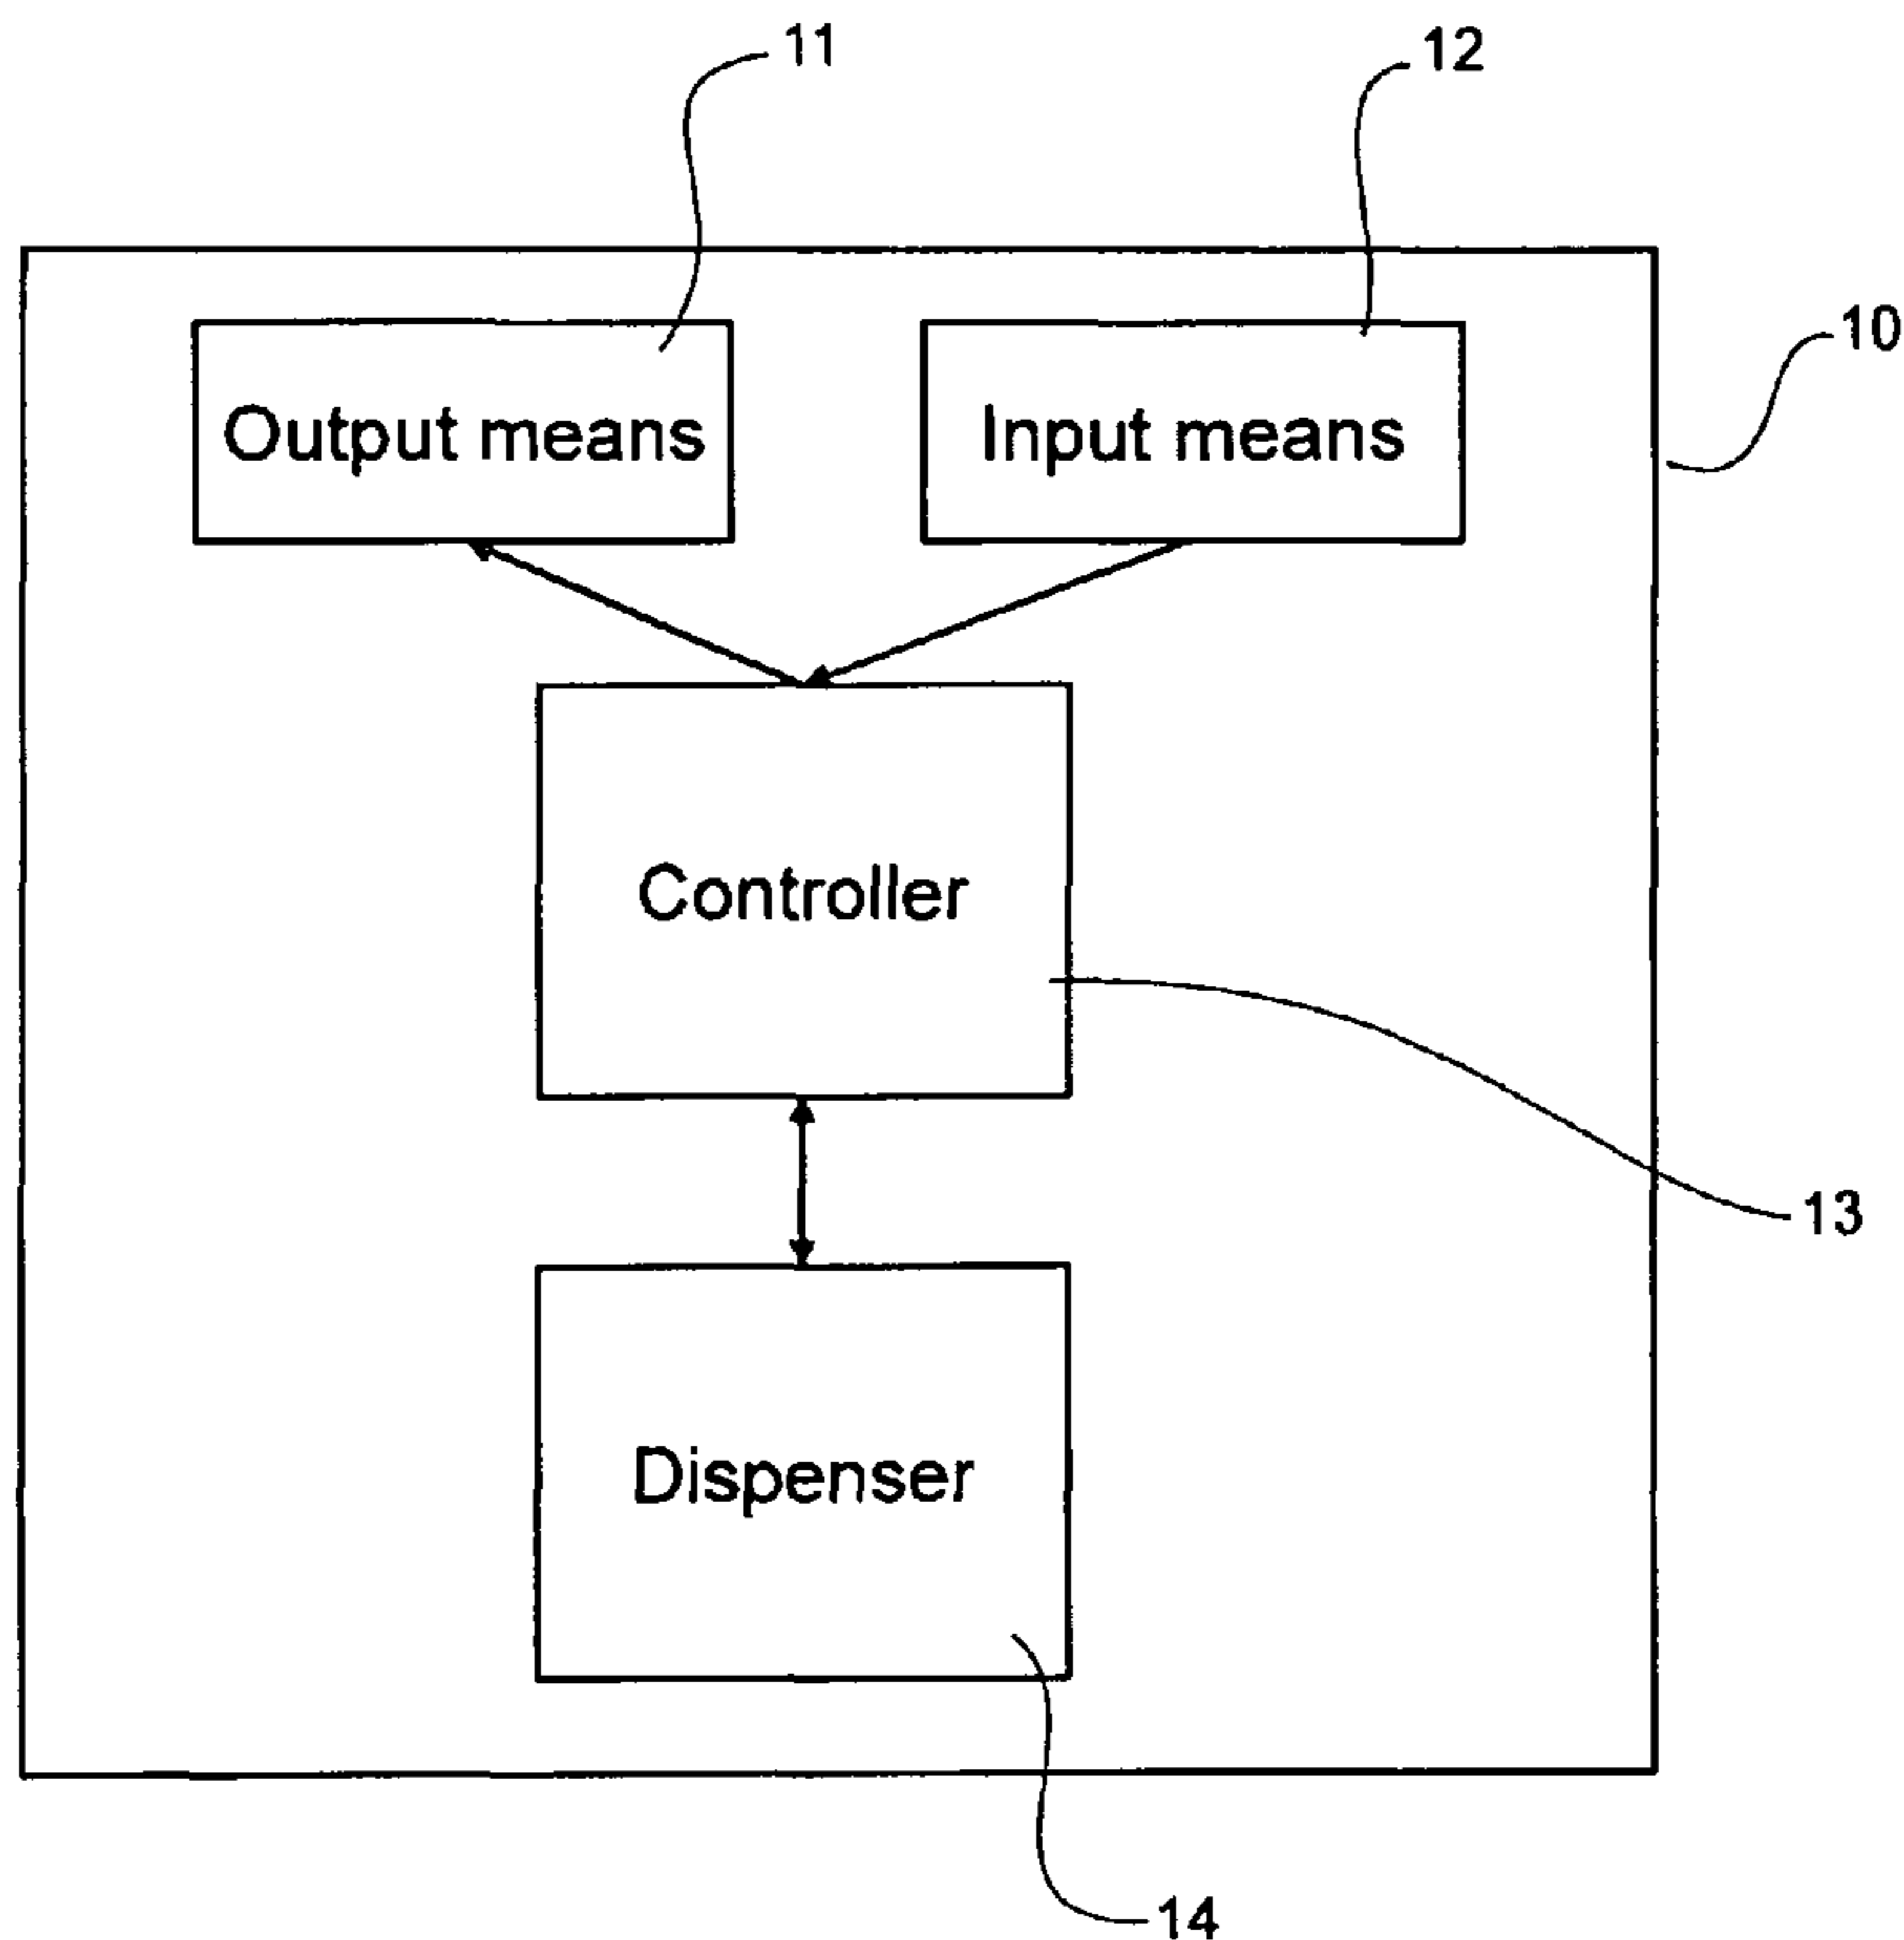 11
12
10
Output means
Input means
Controller
13
Dispenser
14